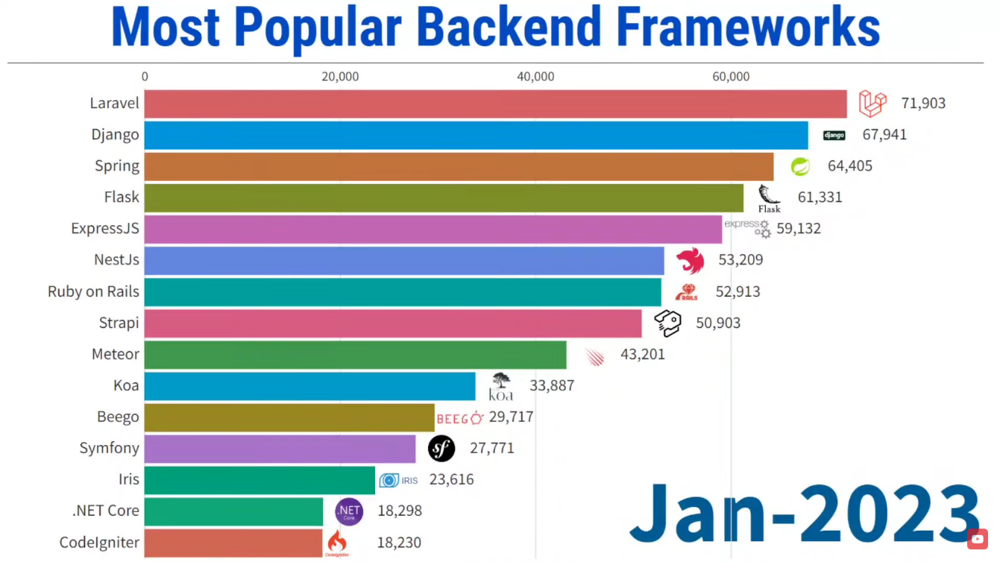 Most Popular Backend Frameworks
0 20,000 40,000 60,000
Laravel 71,903
Django django 67,941
Spring 64,405
Flask Flask 61,331
ExpressJS express 59,132
NestJs 53,209
Ruby on Rails RAILS 52,913
Strapi 50,903
Meteor 43,201
Koa koa 33,887
Beego BEEGO 29,717
Symfony sf 27,771
Iris IRIS 23,616
.NET Core .NET Core 18,298
CodeIgniter CodeIgniter 18,230
Jan-2023